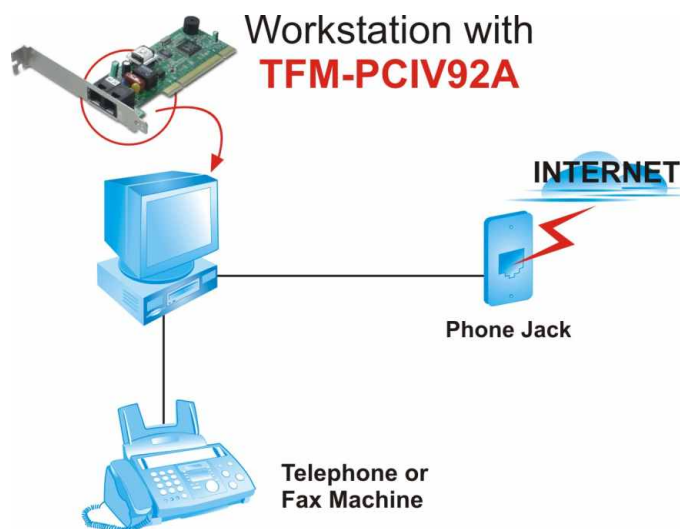 Workstation with
TFM-PCIV92A
INTERNET
Phone Jack
Telephone or
Fax Machine